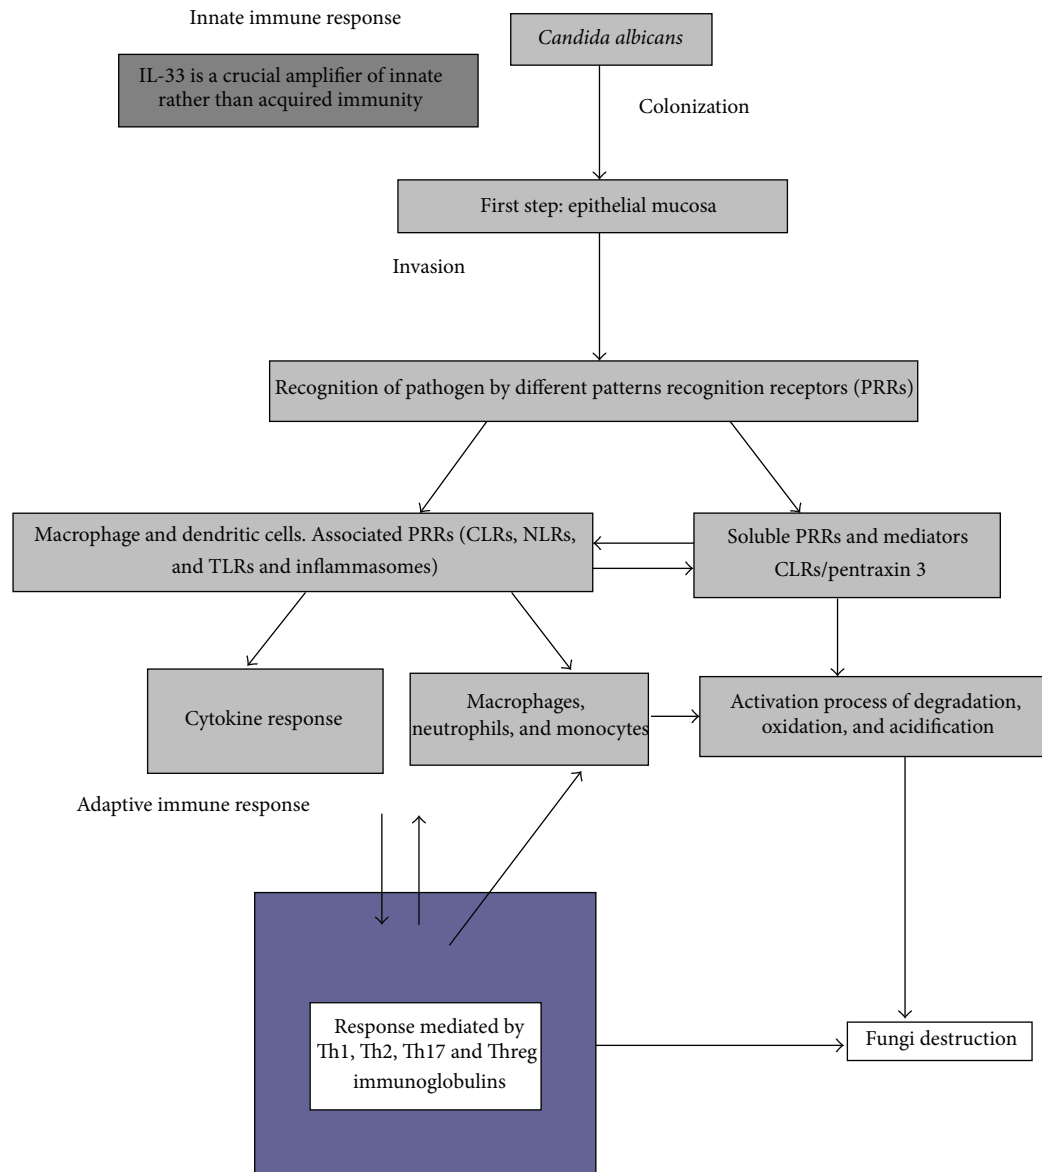 Innate immune response
Candida albicans
IL-33 is a crucial amplifier of innate
rather than acquired immunity
Colonization
First step: epithelial mucosa
Invasion
Recognition of pathogen by different patterns recognition receptors (PRRs)
Macrophage and dendritic cells. Associated PRRs (CLRs, NLRs,
and TLRs and inflammasomes)
Soluble PRRs and mediators
CLRs/pentraxin 3
Cytokine response
Macrophages,
neutrophils, and monocytes
Activation process of degradation,
oxidation, and acidification
Adaptive immune response
Response mediated by
Th1, Th2, Th17 and Threg
immunoglobulins
Fungi destruction